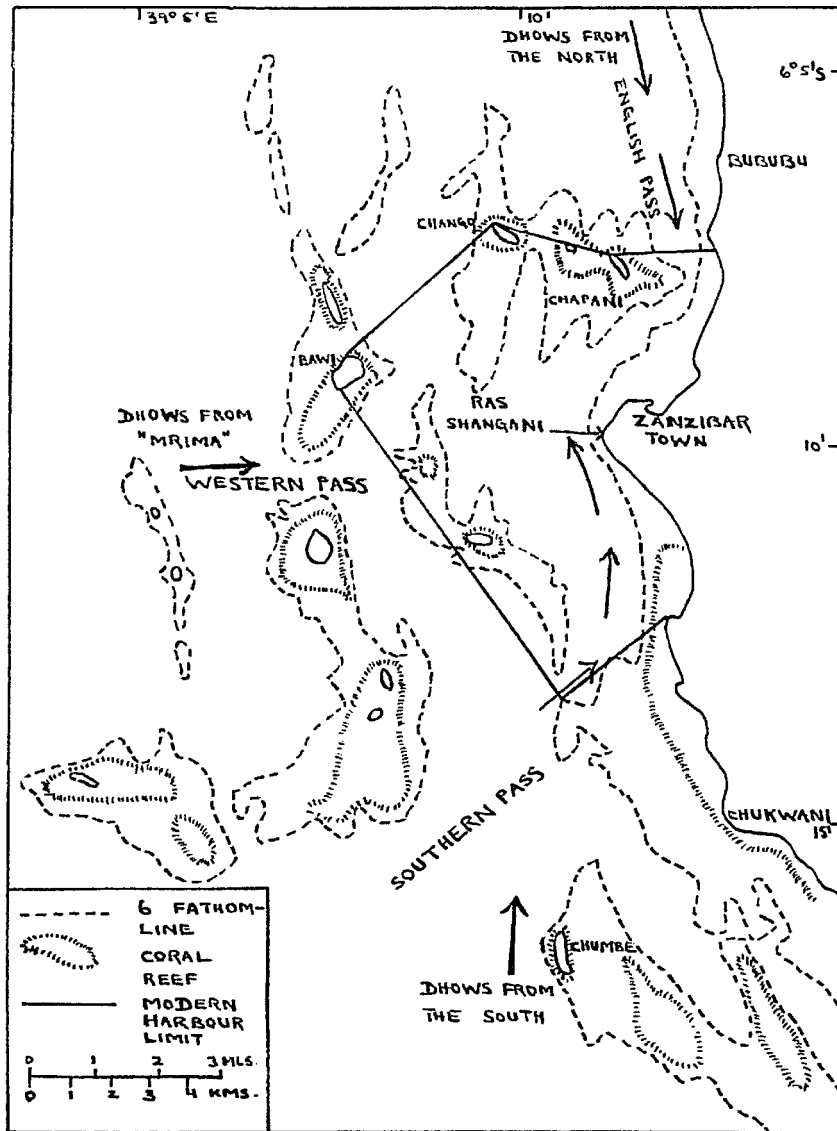 39° 5' E
10'
DHOWS FROM
THE NORTH
6° 5' S
ENGLISH PASS
BUBUBU
CHANGO
CHAPANI
BAWI
RAS
SHANGANI
ZANZIBAR
TOWN
10'
DHOWS FROM
"MRIMA"
WESTERN PASS
SOUTHERN PASS
CHUKWANI
15'
CHUMBE
DHOWS FROM
THE SOUTH
6 FATHOM-
LINE
CORAL
REEF
MODERN
HARBOUR
LIMIT
0 1 2 3 MLS.
0 1 2 3 4 KMS.